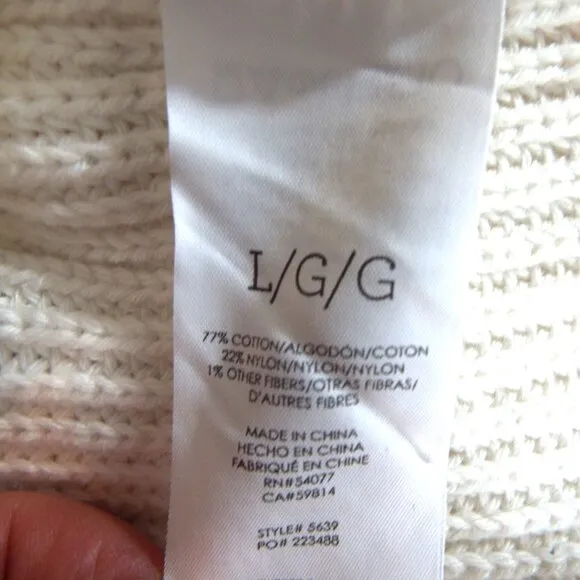 L/G/G
77% COTTON/ALGODÓN/COTON
22% NYLON/NYLON/NYLON
1% OTHER FIBERS/OTRAS FIBRAS/
D'AUTRES FIBRES
MADE IN CHINA
HECHO EN CHINA
FABRIQUÉ EN CHINE
RN#54077
CA#59814
STYLE# 5639
PO# 223488